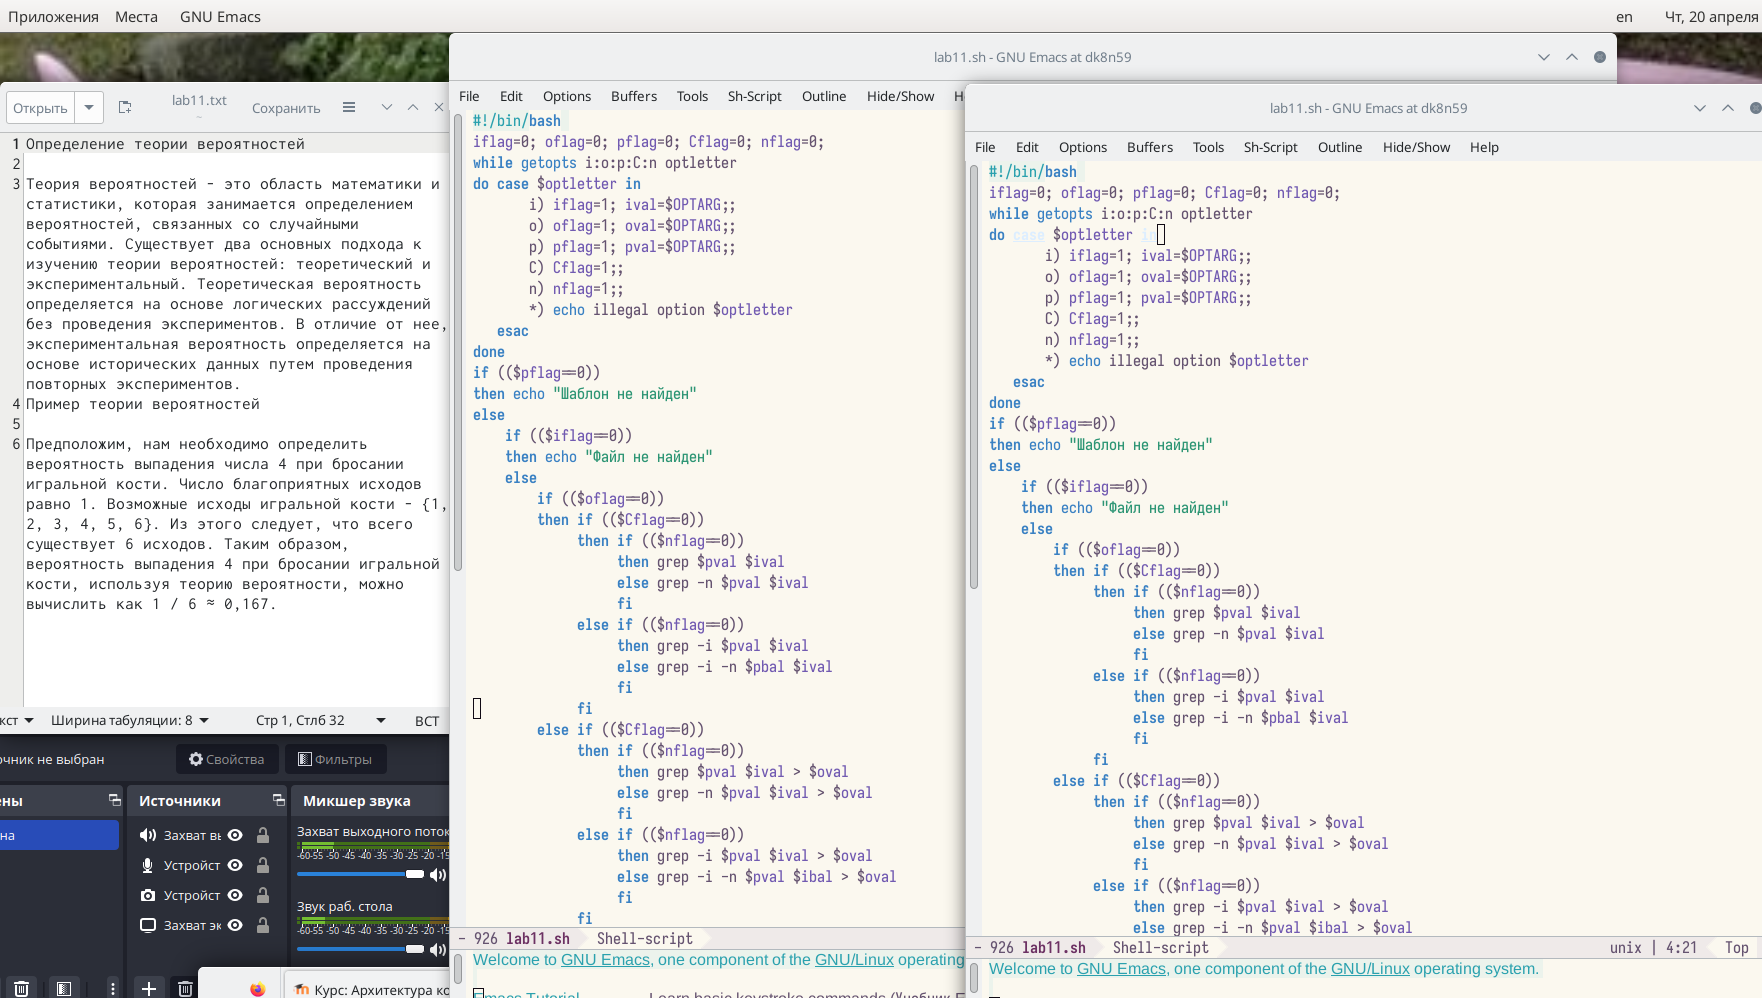 Приложения Места GNU Emacs en Чт, 20 апреля
Открыть lab11.txt Сохранить
1 Определение теории вероятностей
2
3 Теория вероятностей - это область математики и
статистики, которая занимается определением
вероятностей, связанных со случайными
событиями. Существует два основных подхода к
изучению теории вероятностей: теоретический и
экспериментальный. Теоретическая вероятность
определяется на основе логических рассуждений
без проведения экспериментов. В отличие от нее,
экспериментальная вероятность определяется на
основе исторических данных путем проведения
повторных экспериментов.
4 Пример теории вероятностей
5
6 Предположим, нам необходимо определить
вероятность выпадения числа 4 при бросании
игральной кости. Число благоприятных исходов
равно 1. Возможные исходы игральной кости - {1,
2, 3, 4, 5, 6}. Из этого следует, что всего
существует 6 исходов. Таким образом,
вероятность выпадения 4 при бросании игральной
кости, используя теорию вероятности, можно
вычислить как 1 / 6 ≈ 0,167.
кст Ширина табуляции: 8 Стр 1, Стлб 32 ВСТ
очник не выбран Свойства Фильтры
ены Источники Микшер звука
на
Захват вы
Устройст
Устройст
Захват эк
Захват выходного поток
-60-55 -50 -45 -40 -35 -30 -25 -20 -15
Звук раб. стола
-60-55 -50 -45 -40 -35 -30 -25 -20 -15
Курс: Архитектура ко
lab11.sh - GNU Emacs at dk8n59
File Edit Options Buffers Tools Sh-Script Outline Hide/Show H
#!/bin/bash
iflag=0; oflag=0; pflag=0; Cflag=0; nflag=0;
while getopts i:o:p:C:n optletter
do case $optletter in
i) iflag=1; ival=$OPTARG;;
o) oflag=1; oval=$OPTARG;;
p) pflag=1; pval=$OPTARG;;
C) Cflag=1;;
n) nflag=1;;
*) echo illegal option $optletter
esac
done
if (($pflag==0))
then echo "Шаблон не найден"
else
if (($iflag==0))
then echo "Файл не найден"
else
if (($oflag==0))
then if (($Cflag==0))
then if (($nflag==0))
then grep $pval $ival
else grep -n $pval $ival
fi
else if (($nflag==0))
then grep -i $pval $ival
else grep -i -n $pbal $ival
fi
fi
else if (($Cflag==0))
then if (($nflag==0))
then grep $pval $ival > $oval
else grep -n $pval $ival > $oval
fi
else if (($nflag==0))
then grep -i $pval $ival > $oval
else grep -i -n $pval $ibal > $oval
fi
fi
- 926 lab11.sh Shell-script
Welcome to GNU Emacs, one component of the GNU/Linux operating
Emacs Tutorial Learn basic keystroke commands (Учебник E
lab11.sh - GNU Emacs at dk8n59
File Edit Options Buffers Tools Sh-Script Outline Hide/Show Help
#!/bin/bash
iflag=0; oflag=0; pflag=0; Cflag=0; nflag=0;
while getopts i:o:p:C:n optletter
do case $optletter in
i) iflag=1; ival=$OPTARG;;
o) oflag=1; oval=$OPTARG;;
p) pflag=1; pval=$OPTARG;;
C) Cflag=1;;
n) nflag=1;;
*) echo illegal option $optletter
esac
done
if (($pflag==0))
then echo "Шаблон не найден"
else
if (($iflag==0))
then echo "Файл не найден"
else
if (($oflag==0))
then if (($Cflag==0))
then if (($nflag==0))
then grep $pval $ival
else grep -n $pval $ival
fi
else if (($nflag==0))
then grep -i $pval $ival
else grep -i -n $pbal $ival
fi
fi
else if (($Cflag==0))
then if (($nflag==0))
then grep $pval $ival > $oval
else grep -n $pval $ival > $oval
fi
else if (($nflag==0))
then grep -i $pval $ival > $oval
else grep -i -n $pval $ibal > $oval
- 926 lab11.sh Shell-script unix | 4:21 Top
Welcome to GNU Emacs, one component of the GNU/Linux operating system.